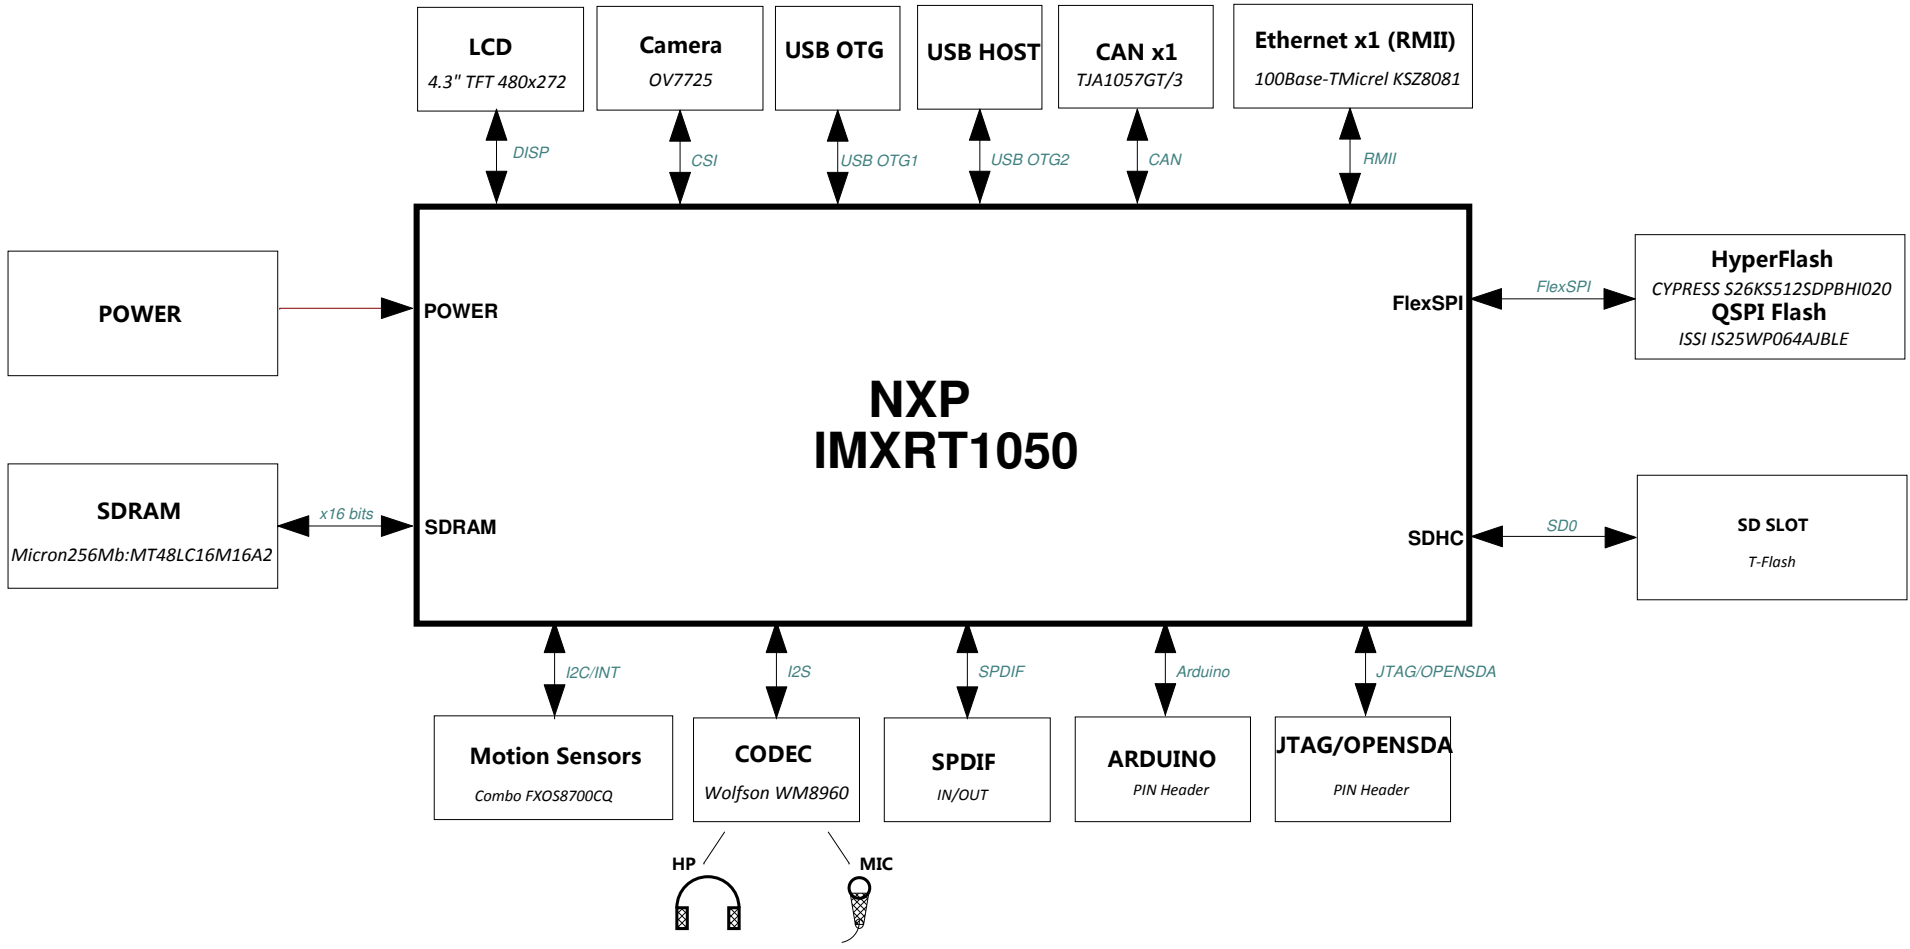 LCD
4.3" TFT 480x272
Camera
OV7725
USB OTG
USB HOST
CAN x1
TJA1057GT/3
Ethernet x1 (RMII)
100Base-TMicrel KSZ8081
DISP
CSI
USB OTG1
USB OTG2
CAN
RMII
POWER
POWER
FlexSPI
FlexSPI
HyperFlash
CYPRESS S26KS512SDPBHI020
QSPI Flash
ISSI IS25WP064AJBLE
NXP
IMXRT1050
SDRAM
Micron256Mb:MT48LC16M16A2
x16 bits
SDRAM
SDHC
SD0
SD SLOT
T-Flash
I2C/INT
I2S
SPDIF
Arduino
JTAG/OPENSDA
Motion Sensors
Combo FXOS8700CQ
CODEC
Wolfson WM8960
SPDIF
IN/OUT
ARDUINO
PIN Header
JTAG/OPENSDA
PIN Header
HP
MIC